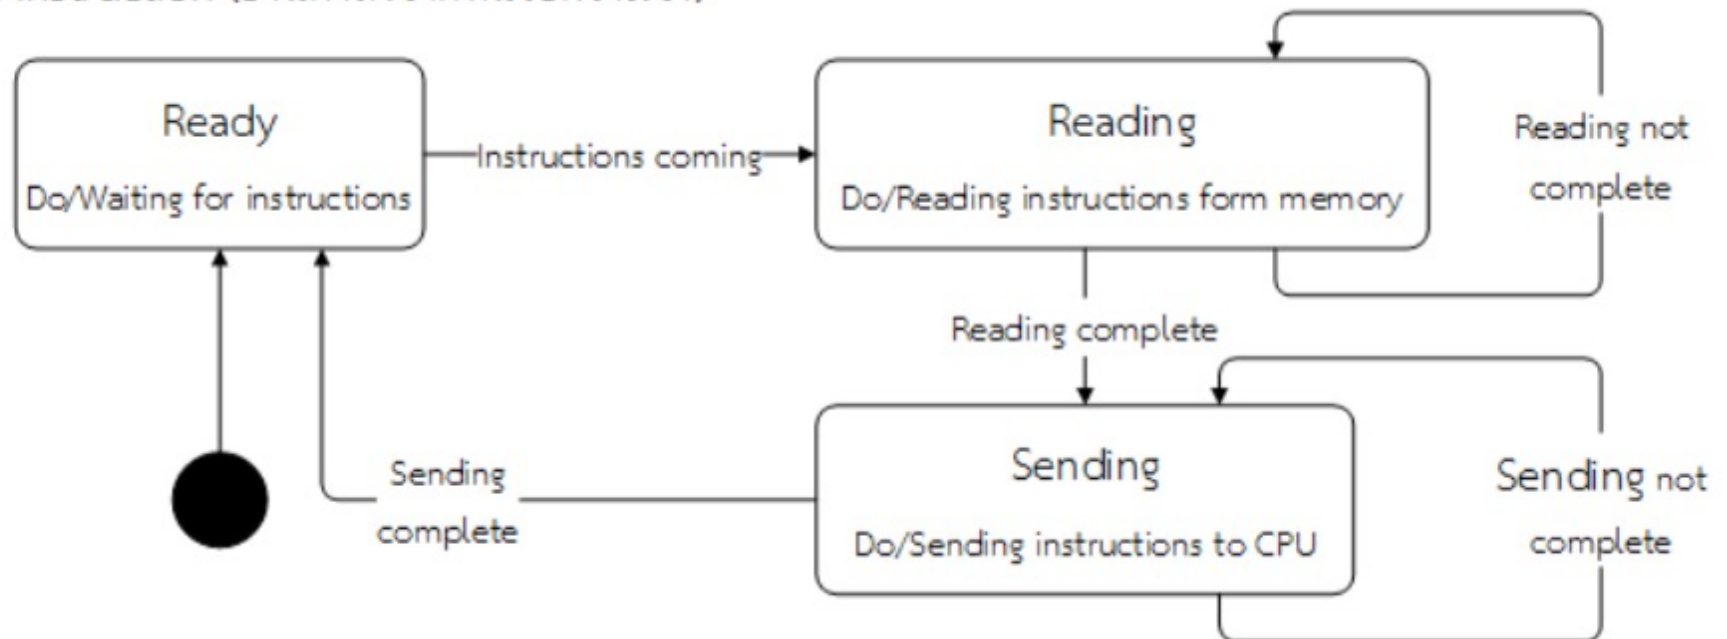 Ready
Do/Waiting for instructions
Instructions coming
Reading
Do/Reading instructions form memory
Reading not
complete
Reading complete
Sending
complete
Sending
Do/Sending instructions to CPU
Sending not
complete